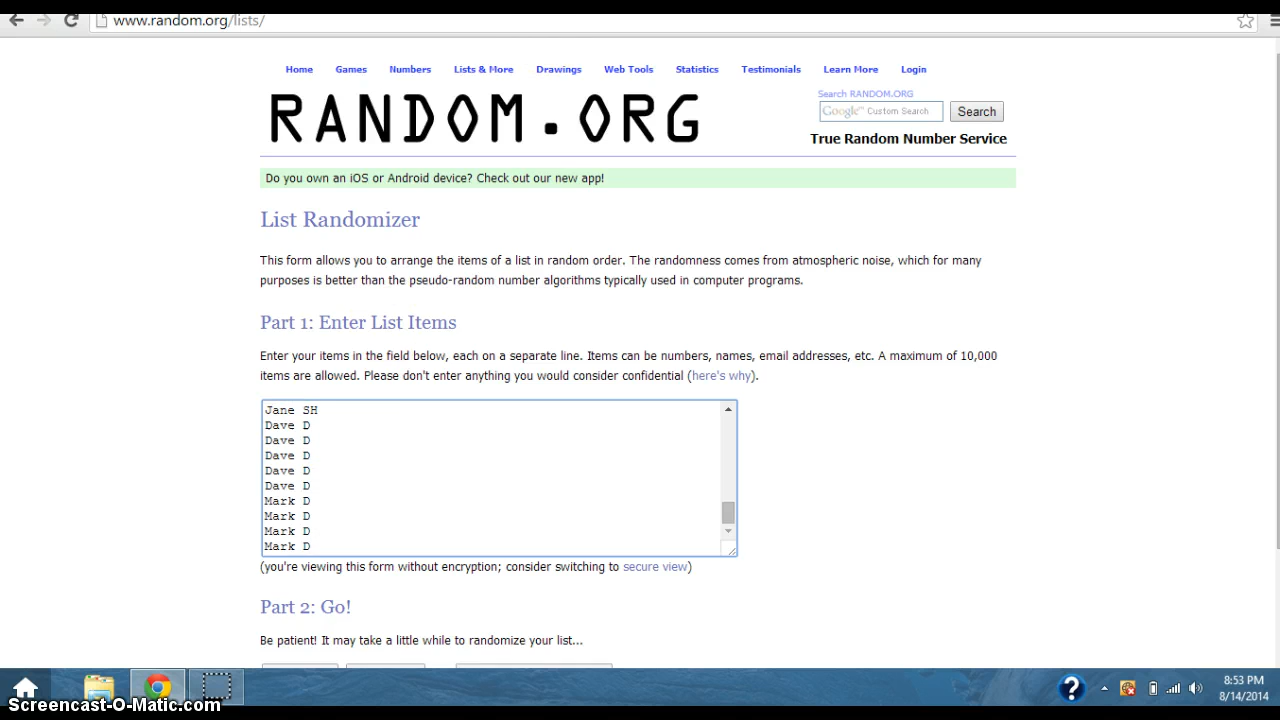 www.random.org/lists/
Home Games Numbers Lists & More Drawings Web Tools Statistics Testimonials Learn More Login
RANDOM.ORG
Search RANDOM.ORG
Google™ Custom Search Search
True Random Number Service
Do you own an iOS or Android device? Check out our new app!
List Randomizer
This form allows you to arrange the items of a list in random order. The randomness comes from atmospheric noise, which for many
purposes is better than the pseudo-random number algorithms typically used in computer programs.
Part 1: Enter List Items
Enter your items in the field below, each on a separate line. Items can be numbers, names, email addresses, etc. A maximum of 10,000
items are allowed. Please don't enter anything you would consider confidential (here's why).
Jane SH
Dave D
Dave D
Dave D
Dave D
Dave D
Mark D
Mark D
Mark D
Mark D
(you're viewing this form without encryption; consider switching to secure view)
Part 2: Go!
Be patient! It may take a little while to randomize your list...
8:53 PM
8/14/2014
Screencast-O-Matic.com